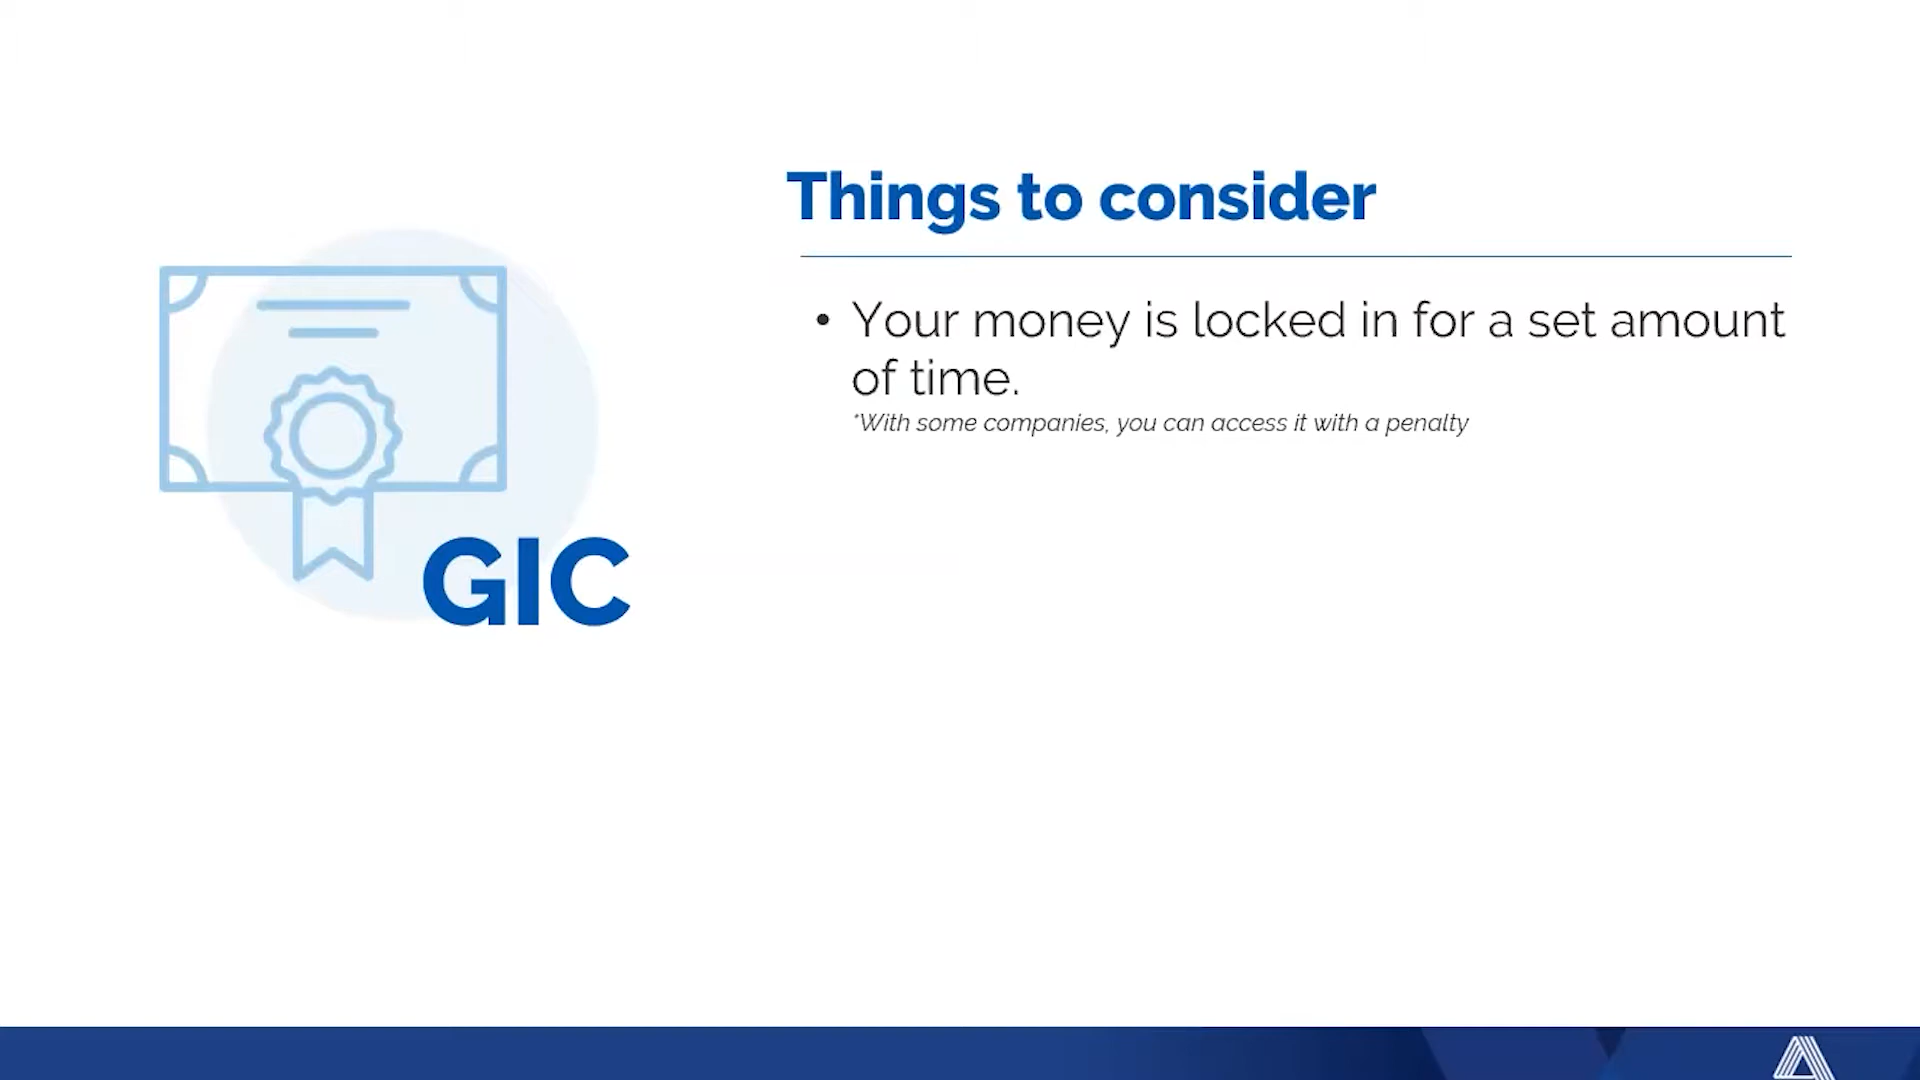 Things to consider
• Your money is locked in for a set amount
of time.
*With some companies, you can access it with a penalty
GIC